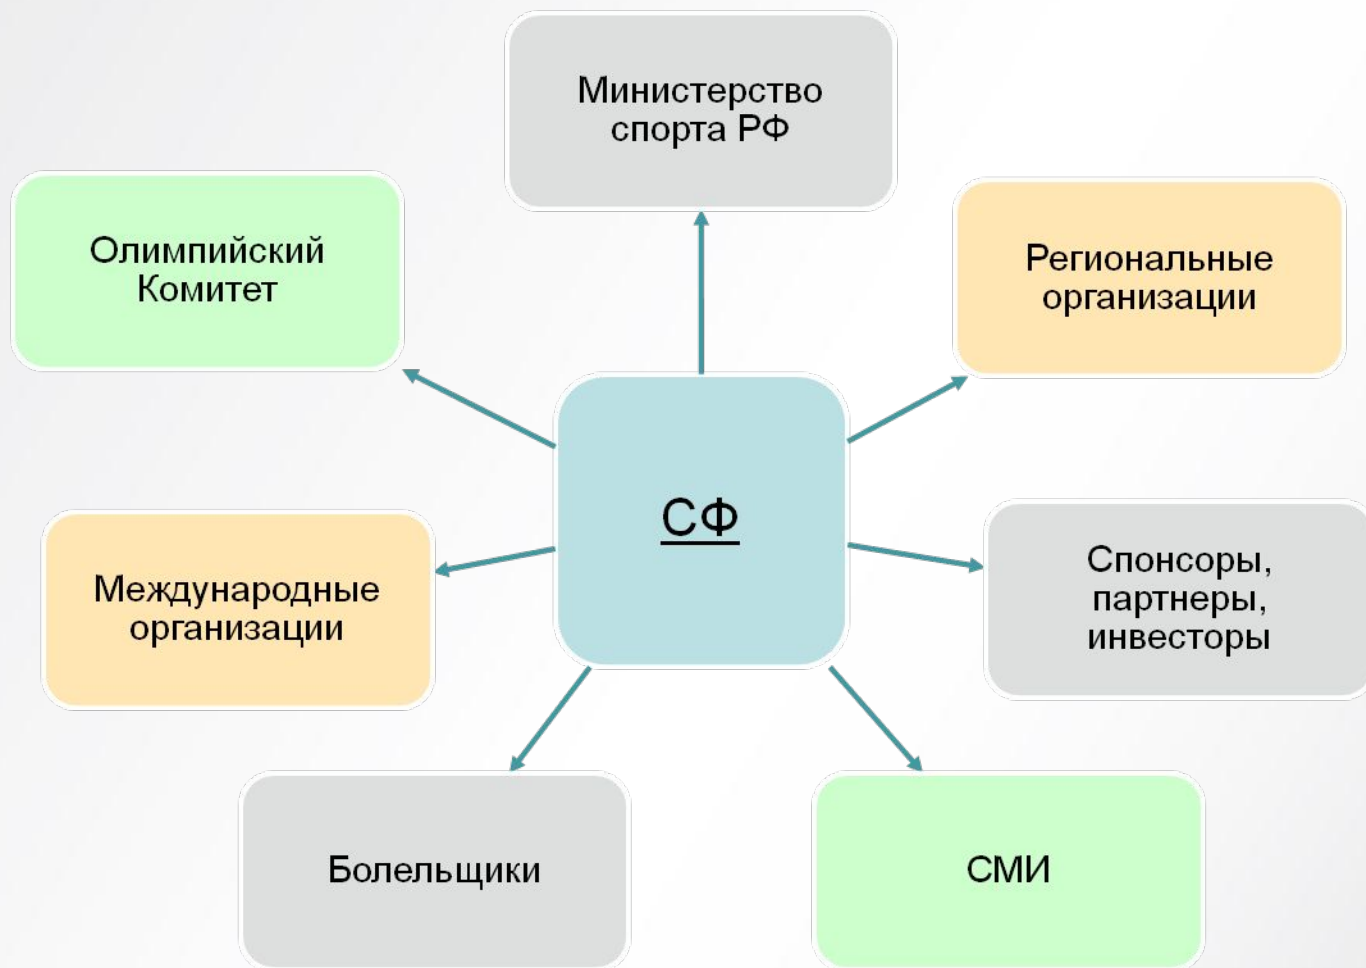 Министерство
спорта РФ
Олимпийский
Комитет
Региональные
организации
СФ
Международные
организации
Спонсоры,
партнеры,
инвесторы
Болельщики
СМИ